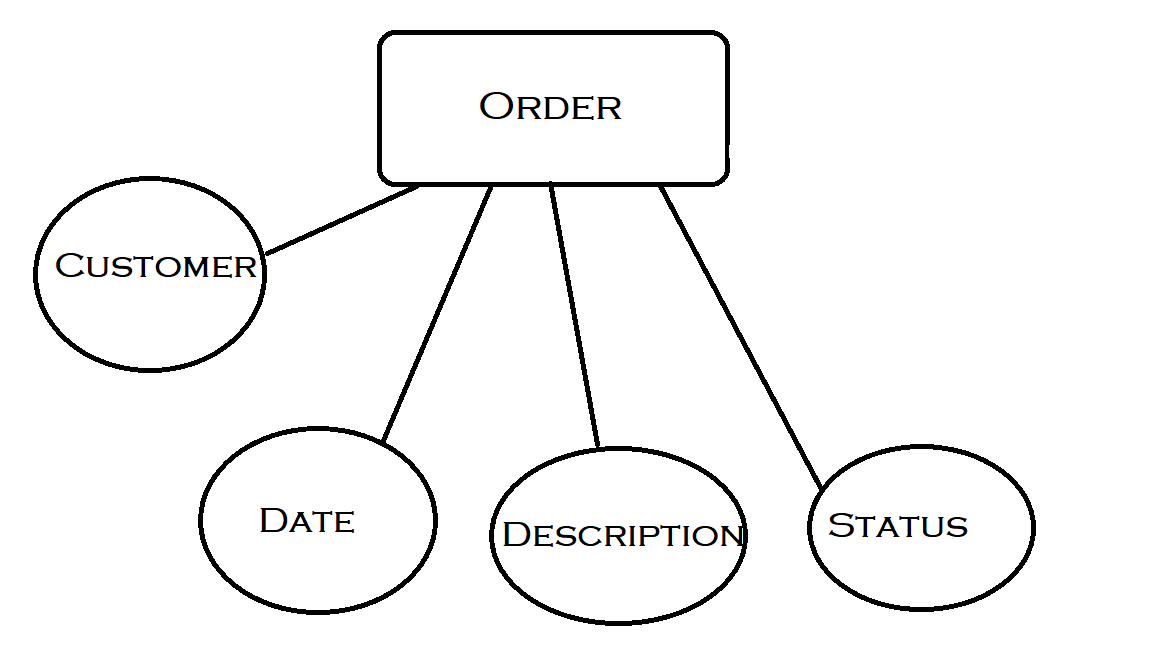 Order
Customer
Date
Description
Status